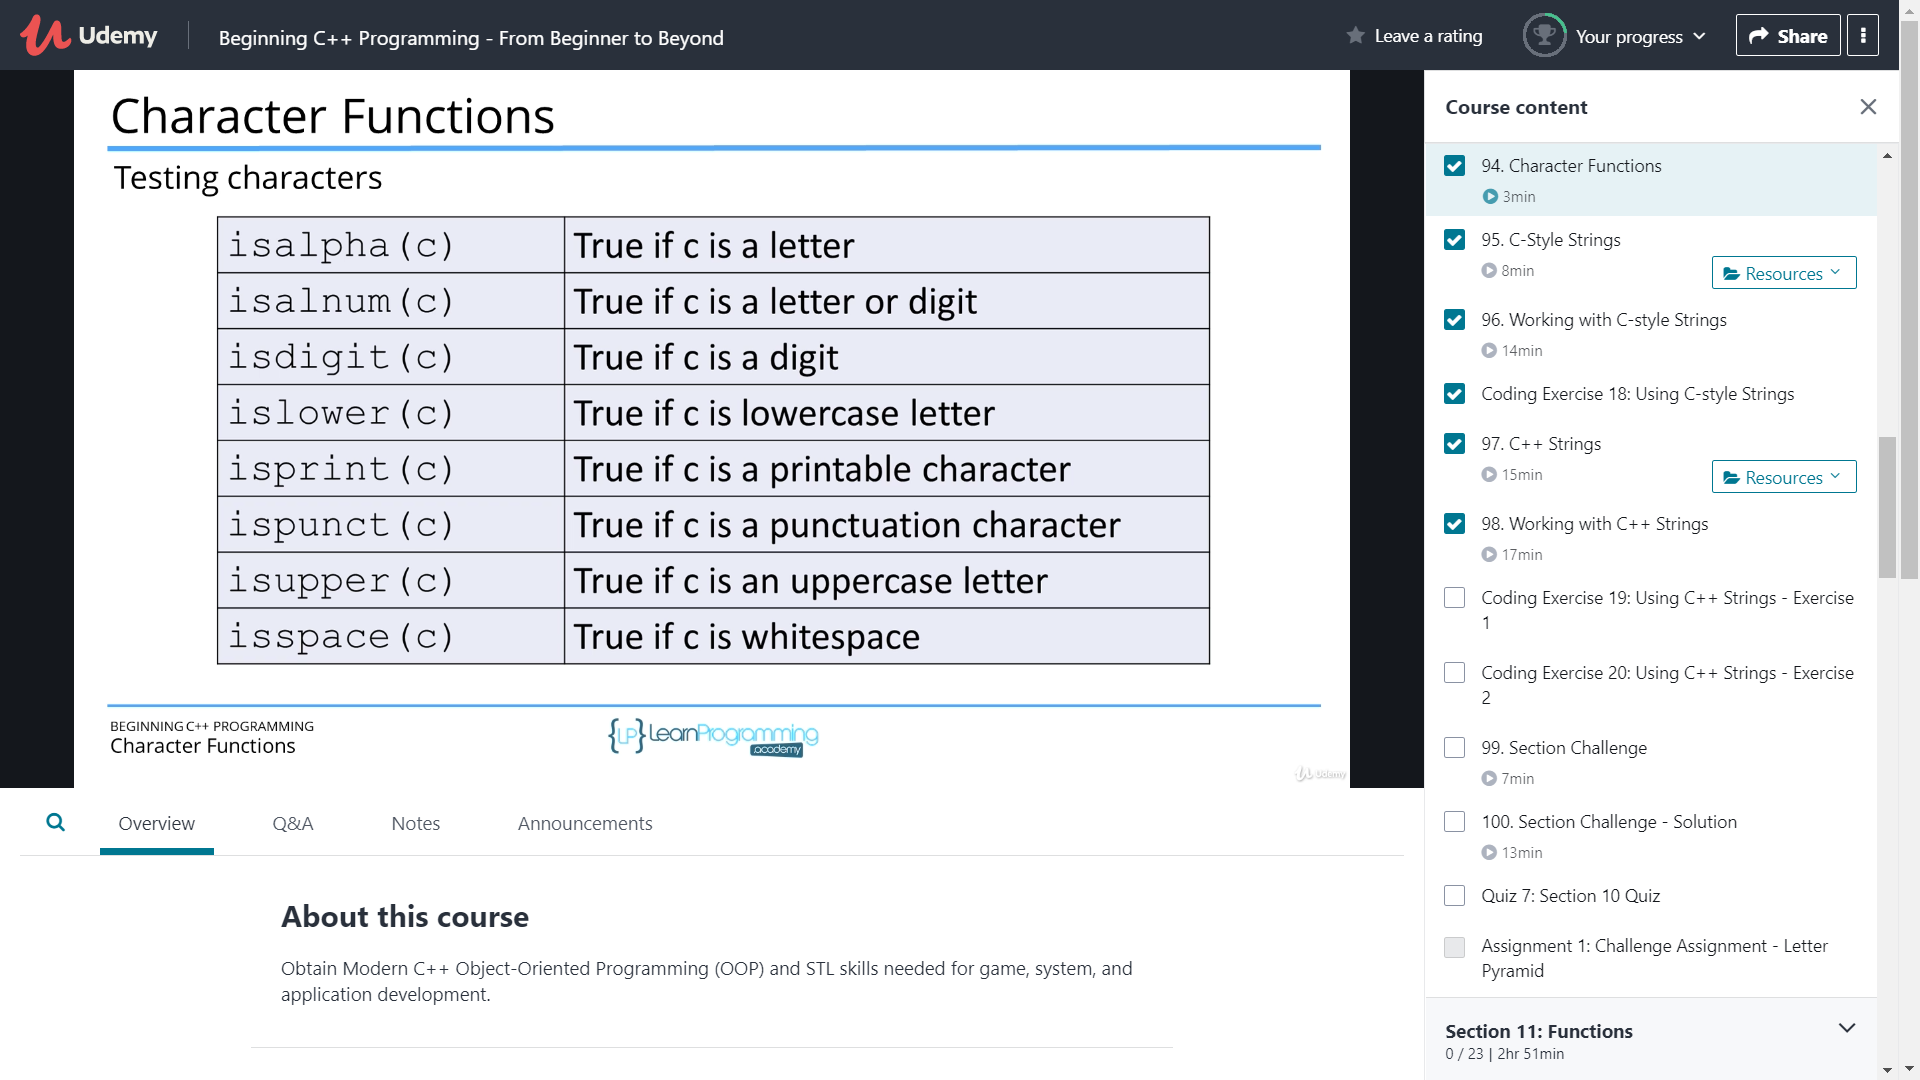 Udemy
Beginning C++ Programming - From Beginner to Beyond
Leave a rating
Your progress
Share
Character Functions
Testing characters
isalpha(c) True if c is a letter
isalnum(c) True if c is a letter or digit
isdigit(c) True if c is a digit
islower(c) True if c is lowercase letter
isprint(c) True if c is a printable character
ispunct(c) True if c is a punctuation character
isupper(c) True if c is an uppercase letter
isspace(c) True if c is whitespace
BEGINNING C++ PROGRAMMING
Character Functions
{LP} LearnProgramming
.academy
Udemy
Overview
Q&A
Notes
Announcements
About this course
Obtain Modern C++ Object-Oriented Programming (OOP) and STL skills needed for game, system, and
application development.
Course content
94. Character Functions
3min
95. C-Style Strings
8min
Resources
96. Working with C-style Strings
14min
Coding Exercise 18: Using C-style Strings
97. C++ Strings
15min
Resources
98. Working with C++ Strings
17min
Coding Exercise 19: Using C++ Strings - Exercise
1
Coding Exercise 20: Using C++ Strings - Exercise
2
99. Section Challenge
7min
100. Section Challenge - Solution
13min
Quiz 7: Section 10 Quiz
Assignment 1: Challenge Assignment - Letter
Pyramid
Section 11: Functions
0 / 23 | 2hr 51min